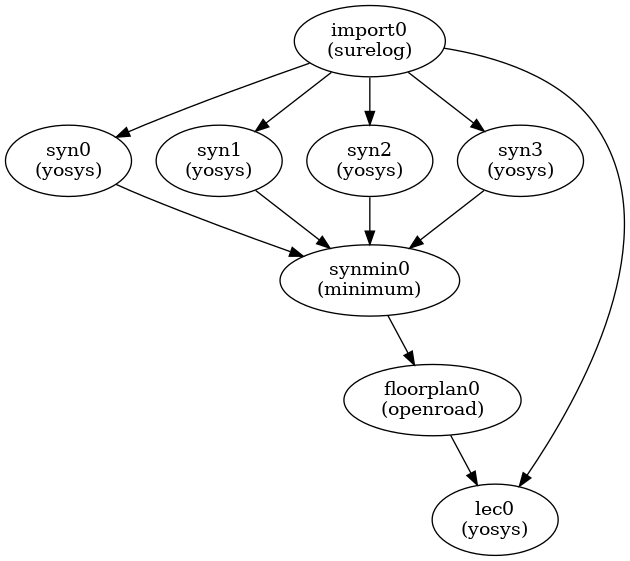 import0
(surelog)
syn0
(yosys)
syn1
(yosys)
syn2
(yosys)
syn3
(yosys)
synmin0
(minimum)
floorplan0
(openroad)
lec0
(yosys)